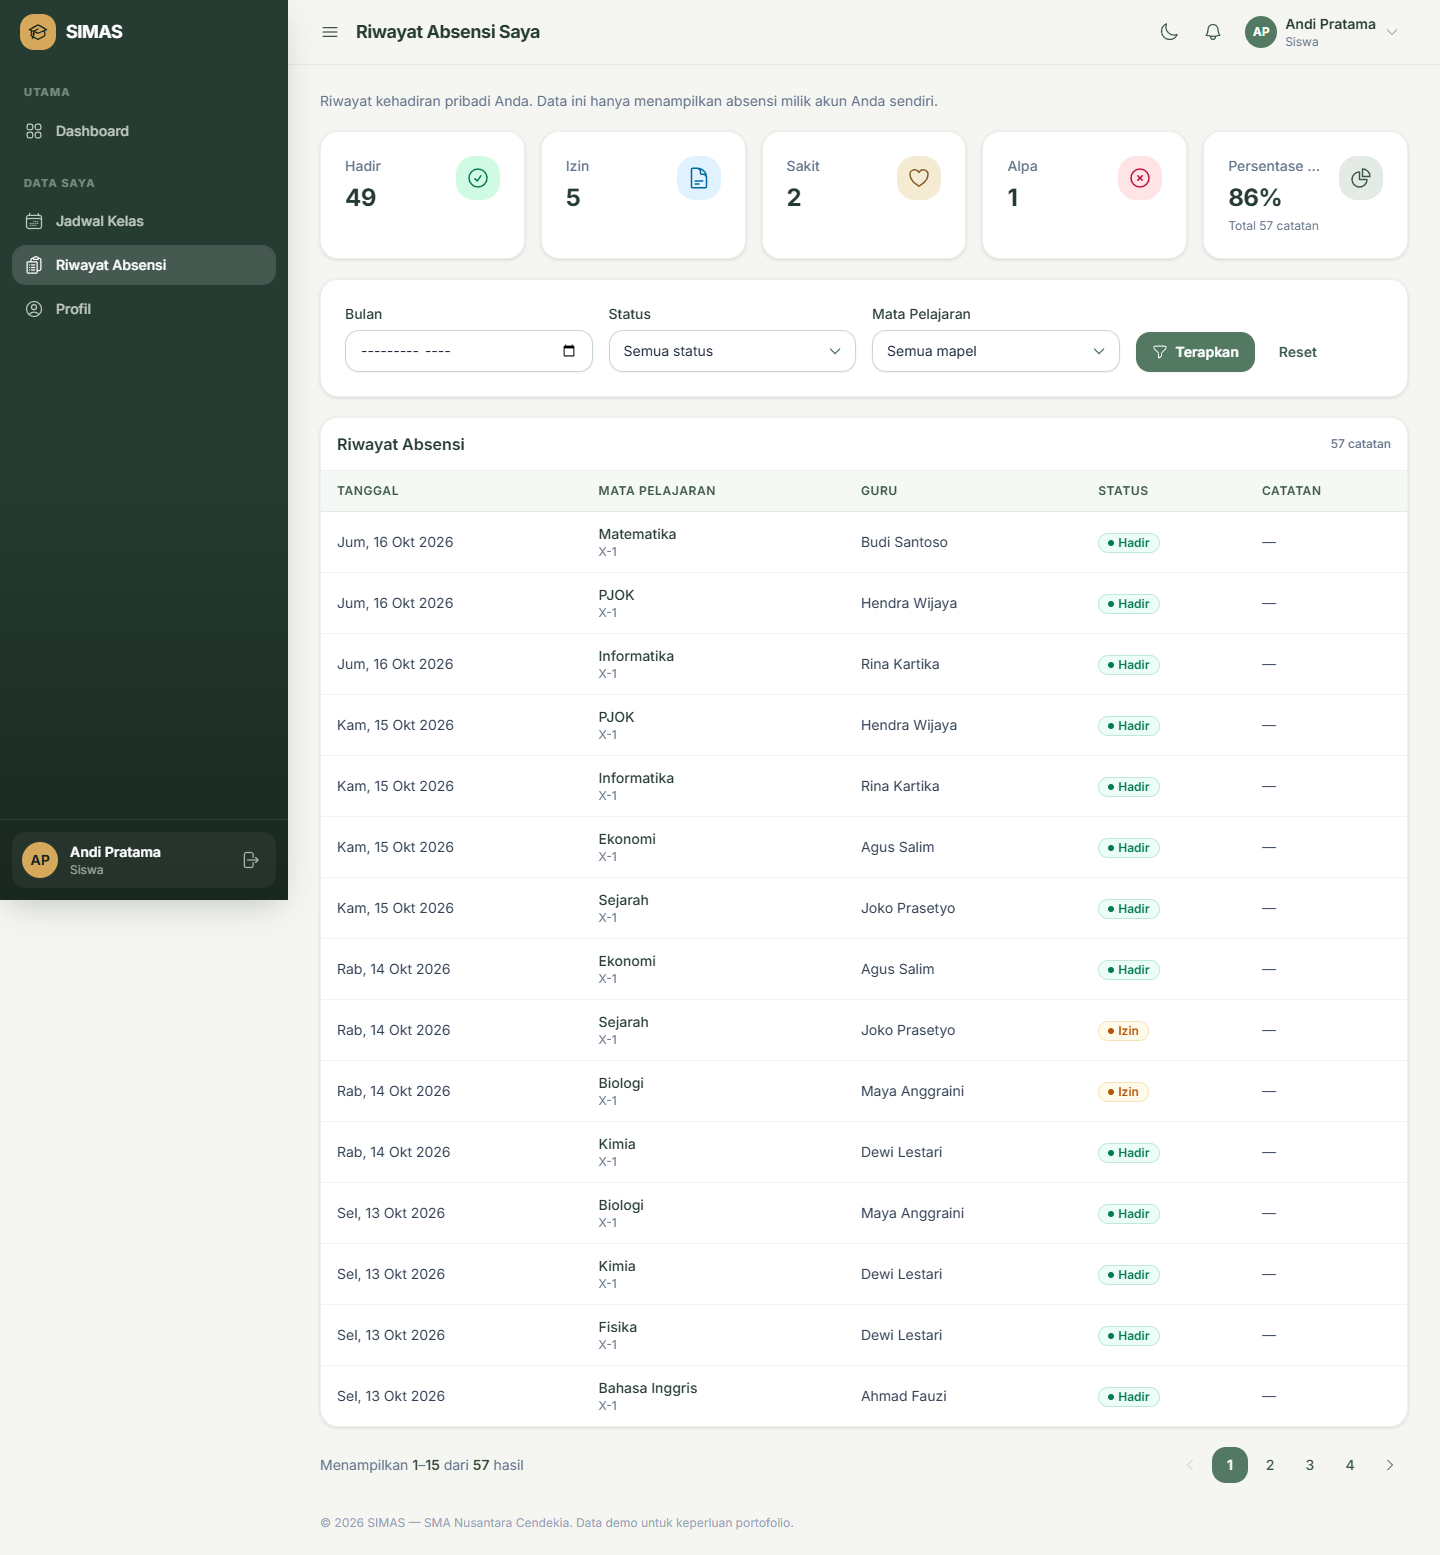 SIMAS
UTAMA
Dashboard
DATA SAYA
Jadwal Kelas
Riwayat Absensi
Profil
AP
Andi Pratama
Siswa
Riwayat Absensi Saya
AP
Andi Pratama
Siswa
Riwayat kehadiran pribadi Anda. Data ini hanya menampilkan absensi milik akun Anda sendiri.
Hadir
49
Izin
5
Sakit
2
Alpa
1
Persentase ...
86%
Total 57 catatan
Bulan
--------- ----
Status
Semua status
Mata Pelajaran
Semua mapel
Terapkan
Reset
Riwayat Absensi
57 catatan
TANGGAL MATA PELAJARAN GURU STATUS CATATAN
Jum, 16 Okt 2026 Matematika Budi Santoso Hadir —
X-1
Jum, 16 Okt 2026 PJOK Hendra Wijaya Hadir —
X-1
Jum, 16 Okt 2026 Informatika Rina Kartika Hadir —
X-1
Kam, 15 Okt 2026 PJOK Hendra Wijaya Hadir —
X-1
Kam, 15 Okt 2026 Informatika Rina Kartika Hadir —
X-1
Kam, 15 Okt 2026 Ekonomi Agus Salim Hadir —
X-1
Kam, 15 Okt 2026 Sejarah Joko Prasetyo Hadir —
X-1
Rab, 14 Okt 2026 Ekonomi Agus Salim Hadir —
X-1
Rab, 14 Okt 2026 Sejarah Joko Prasetyo Izin —
X-1
Rab, 14 Okt 2026 Biologi Maya Anggraini Izin —
X-1
Rab, 14 Okt 2026 Kimia Dewi Lestari Hadir —
X-1
Sel, 13 Okt 2026 Biologi Maya Anggraini Hadir —
X-1
Sel, 13 Okt 2026 Kimia Dewi Lestari Hadir —
X-1
Sel, 13 Okt 2026 Fisika Dewi Lestari Hadir —
X-1
Sel, 13 Okt 2026 Bahasa Inggris Ahmad Fauzi Hadir —
X-1
Menampilkan 1–15 dari 57 hasil
1 2 3 4
© 2026 SIMAS — SMA Nusantara Cendekia. Data demo untuk keperluan portofolio.